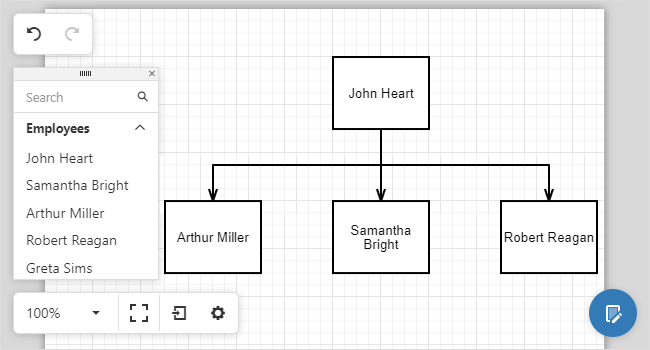 John Heart
Search
Employees
John Heart
Samantha Bright
Arthur Miller
Robert Reagan
Greta Sims
Arthur Miller
Samantha
Bright
Robert Reagan
100%